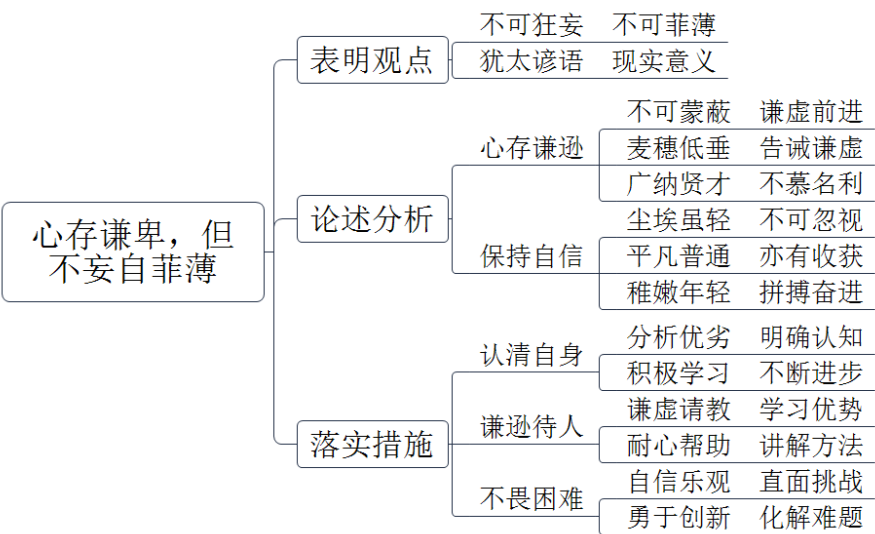 心存谦卑，但
不妄自菲薄
表明观点
不可狂妄 不可菲薄
犹太谚语 现实意义
论述分析
心存谦逊
不可蒙蔽 谦虚前进
麦穗低垂 告诫谦虚
广纳贤才 不慕名利
保持自信
尘埃虽轻 不可忽视
平凡普通 亦有收获
稚嫩年轻 拼搏奋进
落实措施
认清自身
分析优劣 明确认知
积极学习 不断进步
谦逊待人
谦虚请教 学习优势
耐心帮助 讲解方法
不畏困难
自信乐观 直面挑战
勇于创新 化解难题